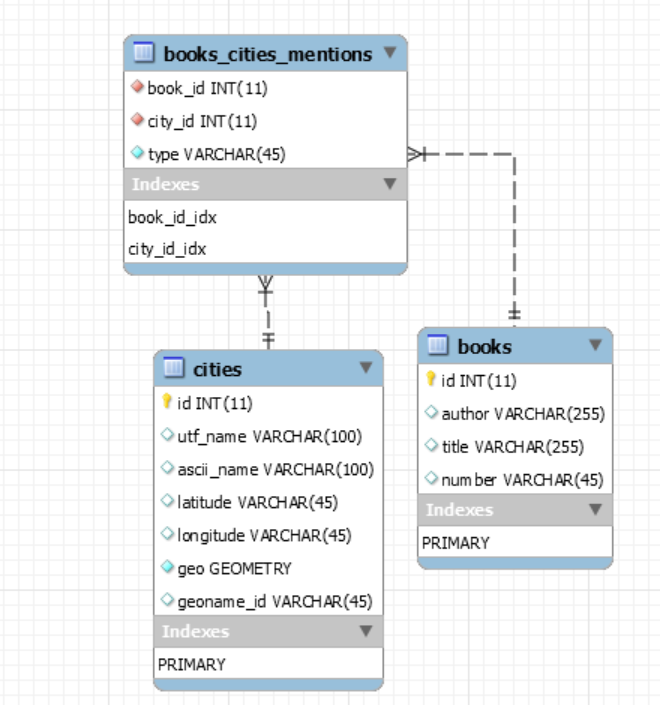 books_cities_mentions
book_id INT(11)
city_id INT(11)
type VARCHAR(45)
Indexes
book_id_idx
city_id_idx
cities
id INT(11)
utf_name VARCHAR(100)
ascii_name VARCHAR(100)
latitude VARCHAR(45)
longitude VARCHAR(45)
geo GEOMETRY
geoname_id VARCHAR(45)
Indexes
PRIMARY
books
id INT(11)
author VARCHAR(255)
title VARCHAR(255)
number VARCHAR(45)
Indexes
PRIMARY